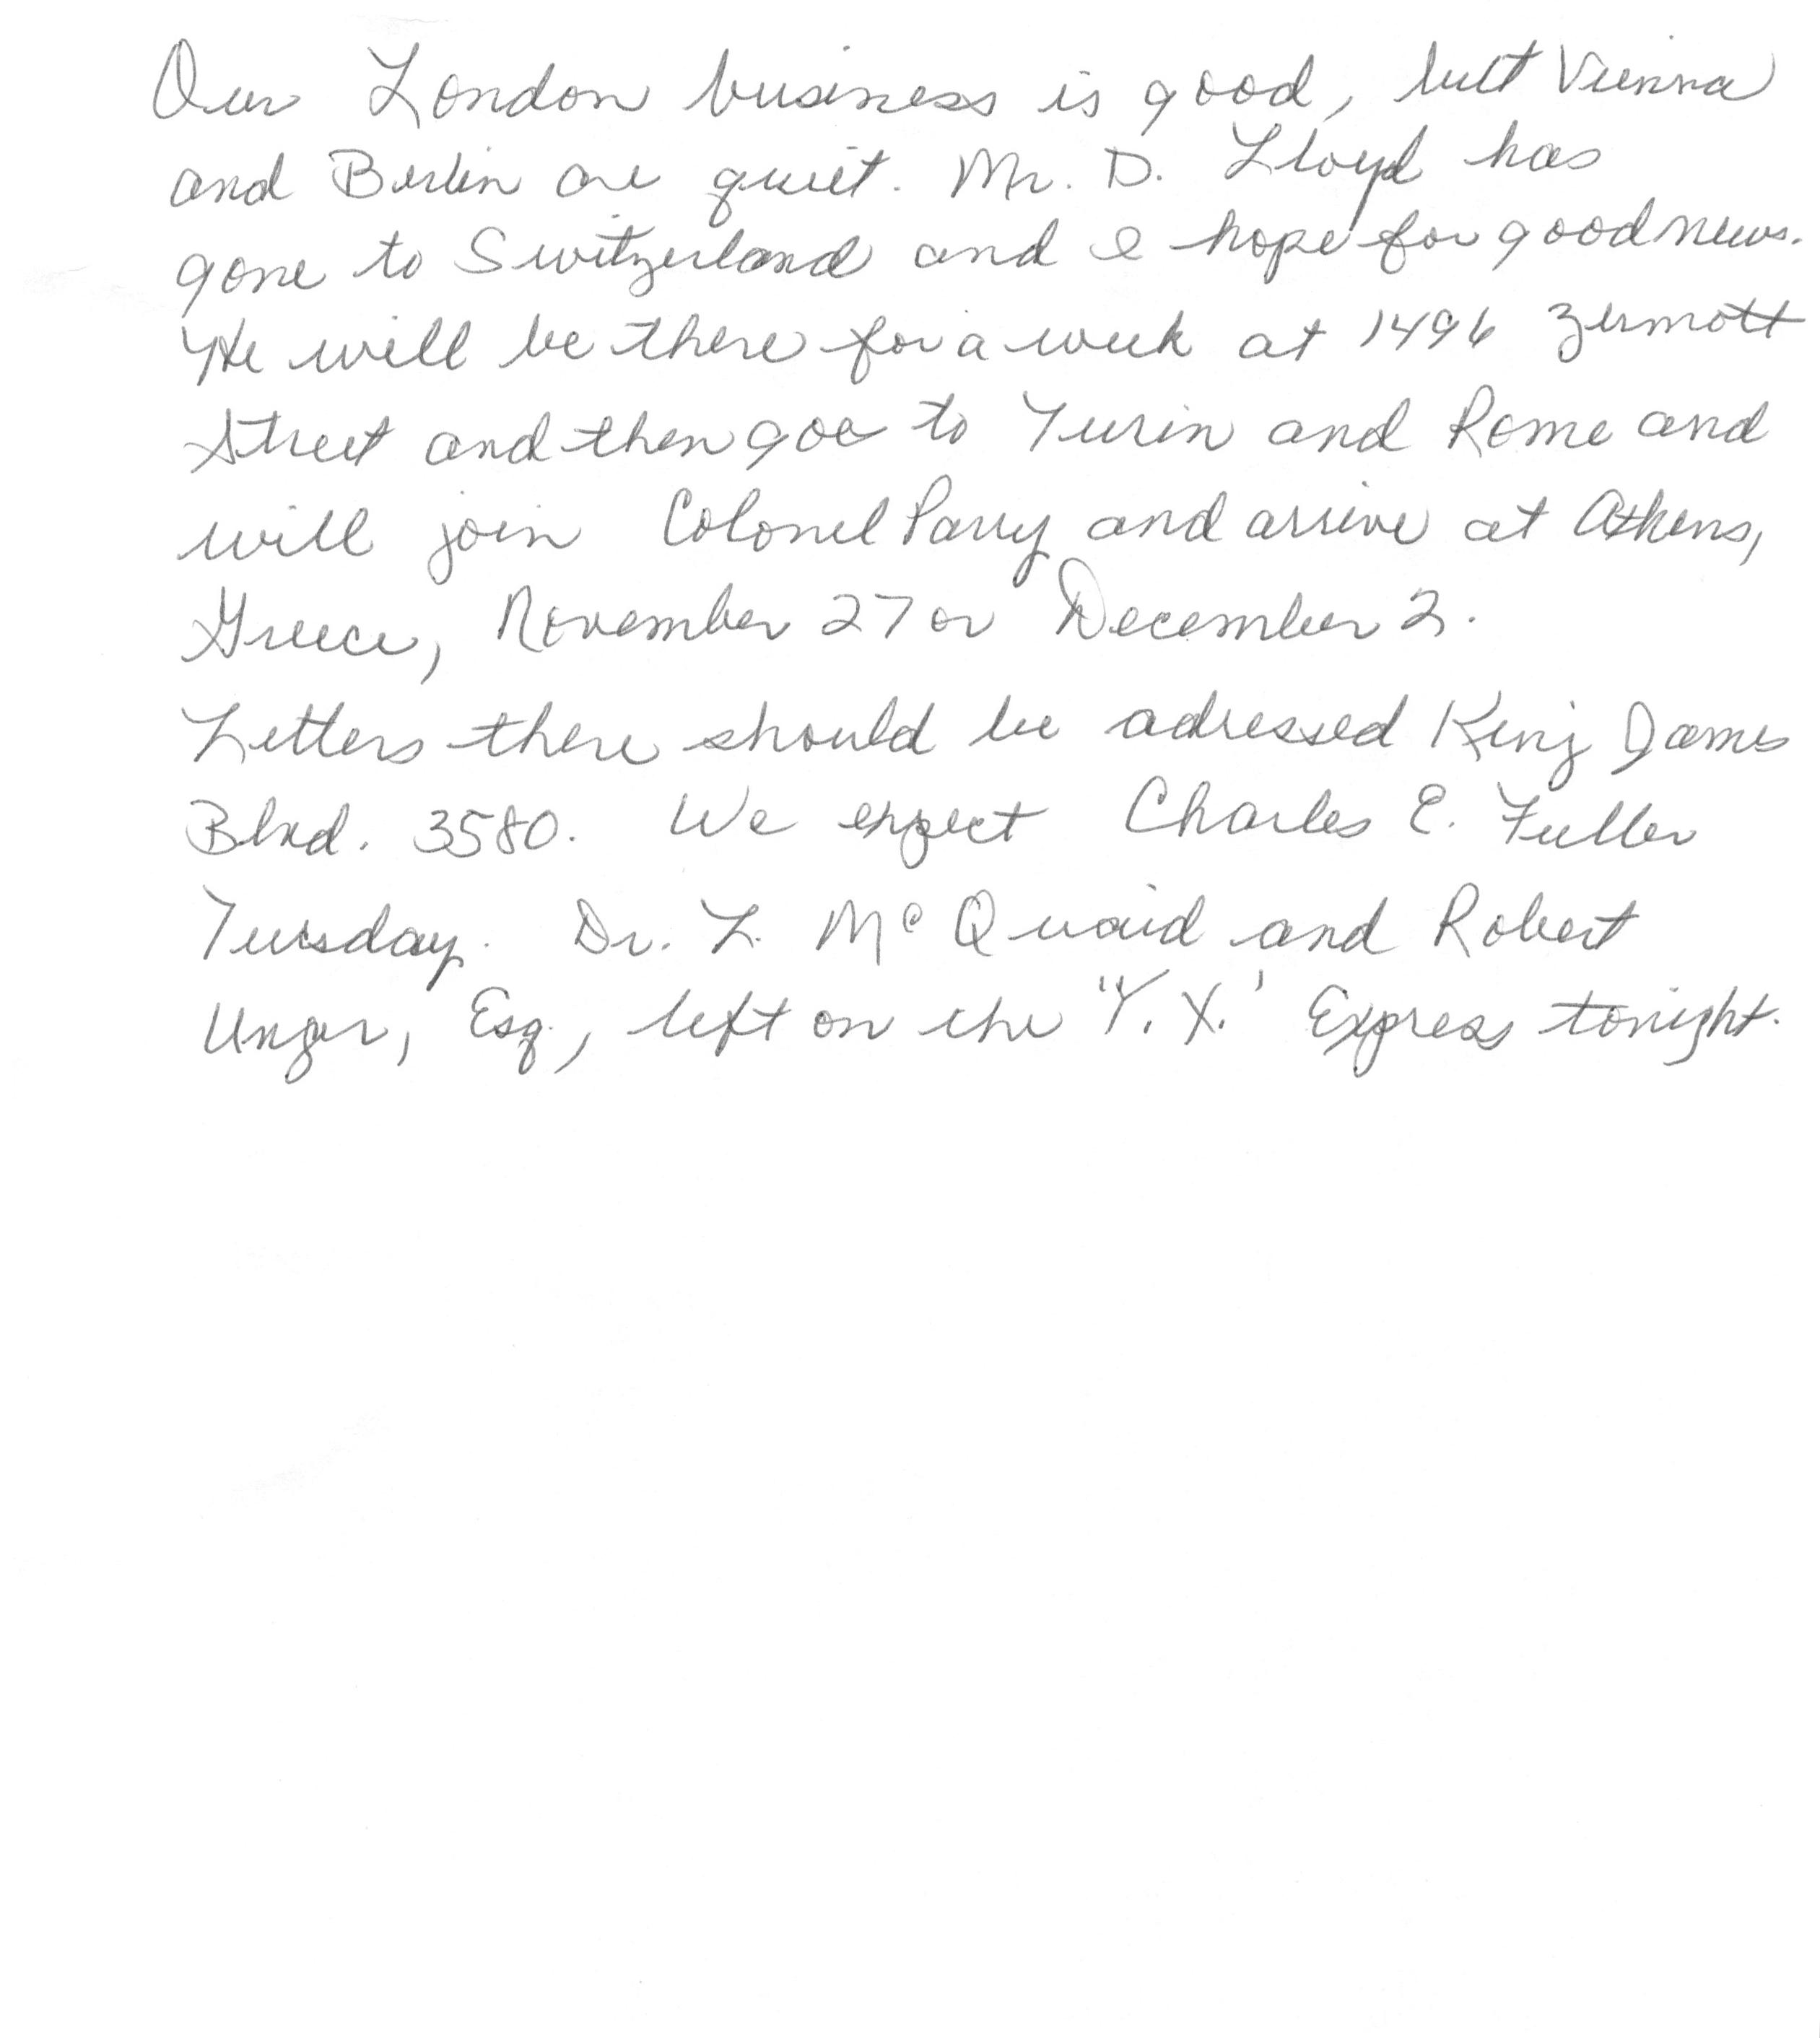 Our London business is good, but Vienna
and Berlin are quiet. Mr. D. Lloyd has
gone to Switzerland and I hope for good news.
He will be there for a week at 1496 Zermott
Street and then goe to Turin and Rome and
will join Colonel Parry and arrive at Athens,
Greece, November 27 or December 2.
Letters there should be adressed King James
Blvd. 3580. We expect Charles E. Fuller
Tuesday. Dr. L. McQuaid and Robert
Unger, Esq., left on the "Y. X.' Express tonight.